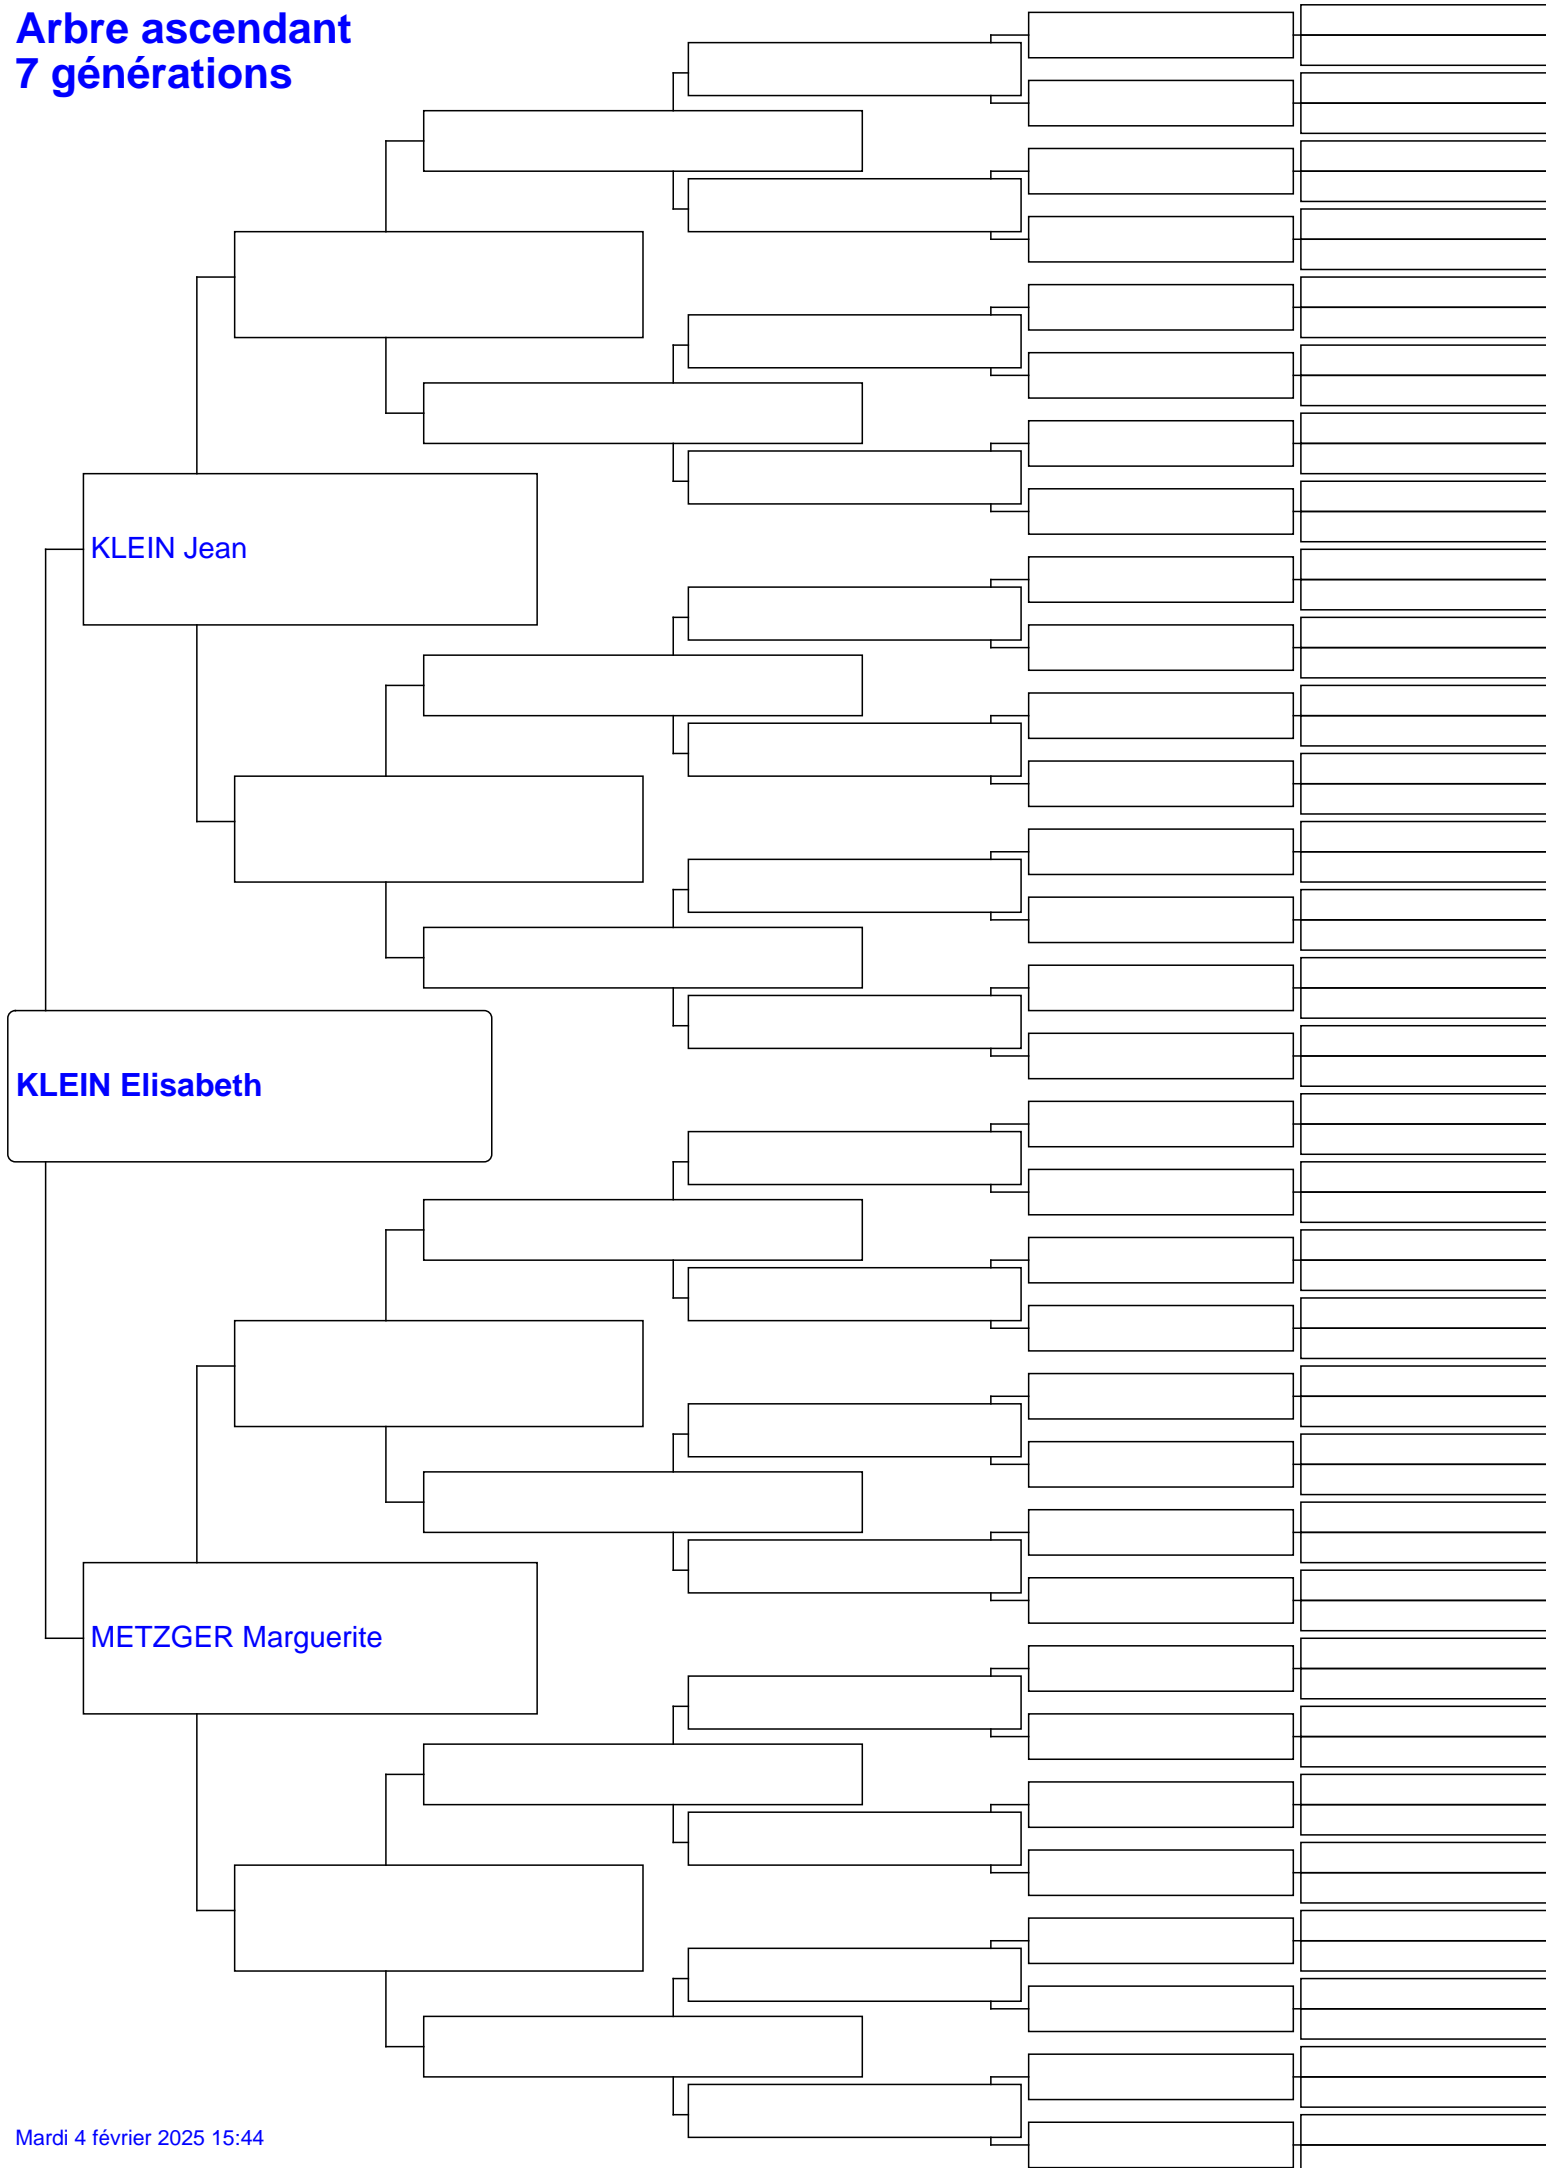 Arbre ascendant
7 générations
KLEIN Jean
KLEIN Elisabeth
METZGER Marguerite
Mardi 4 février 2025 15:44